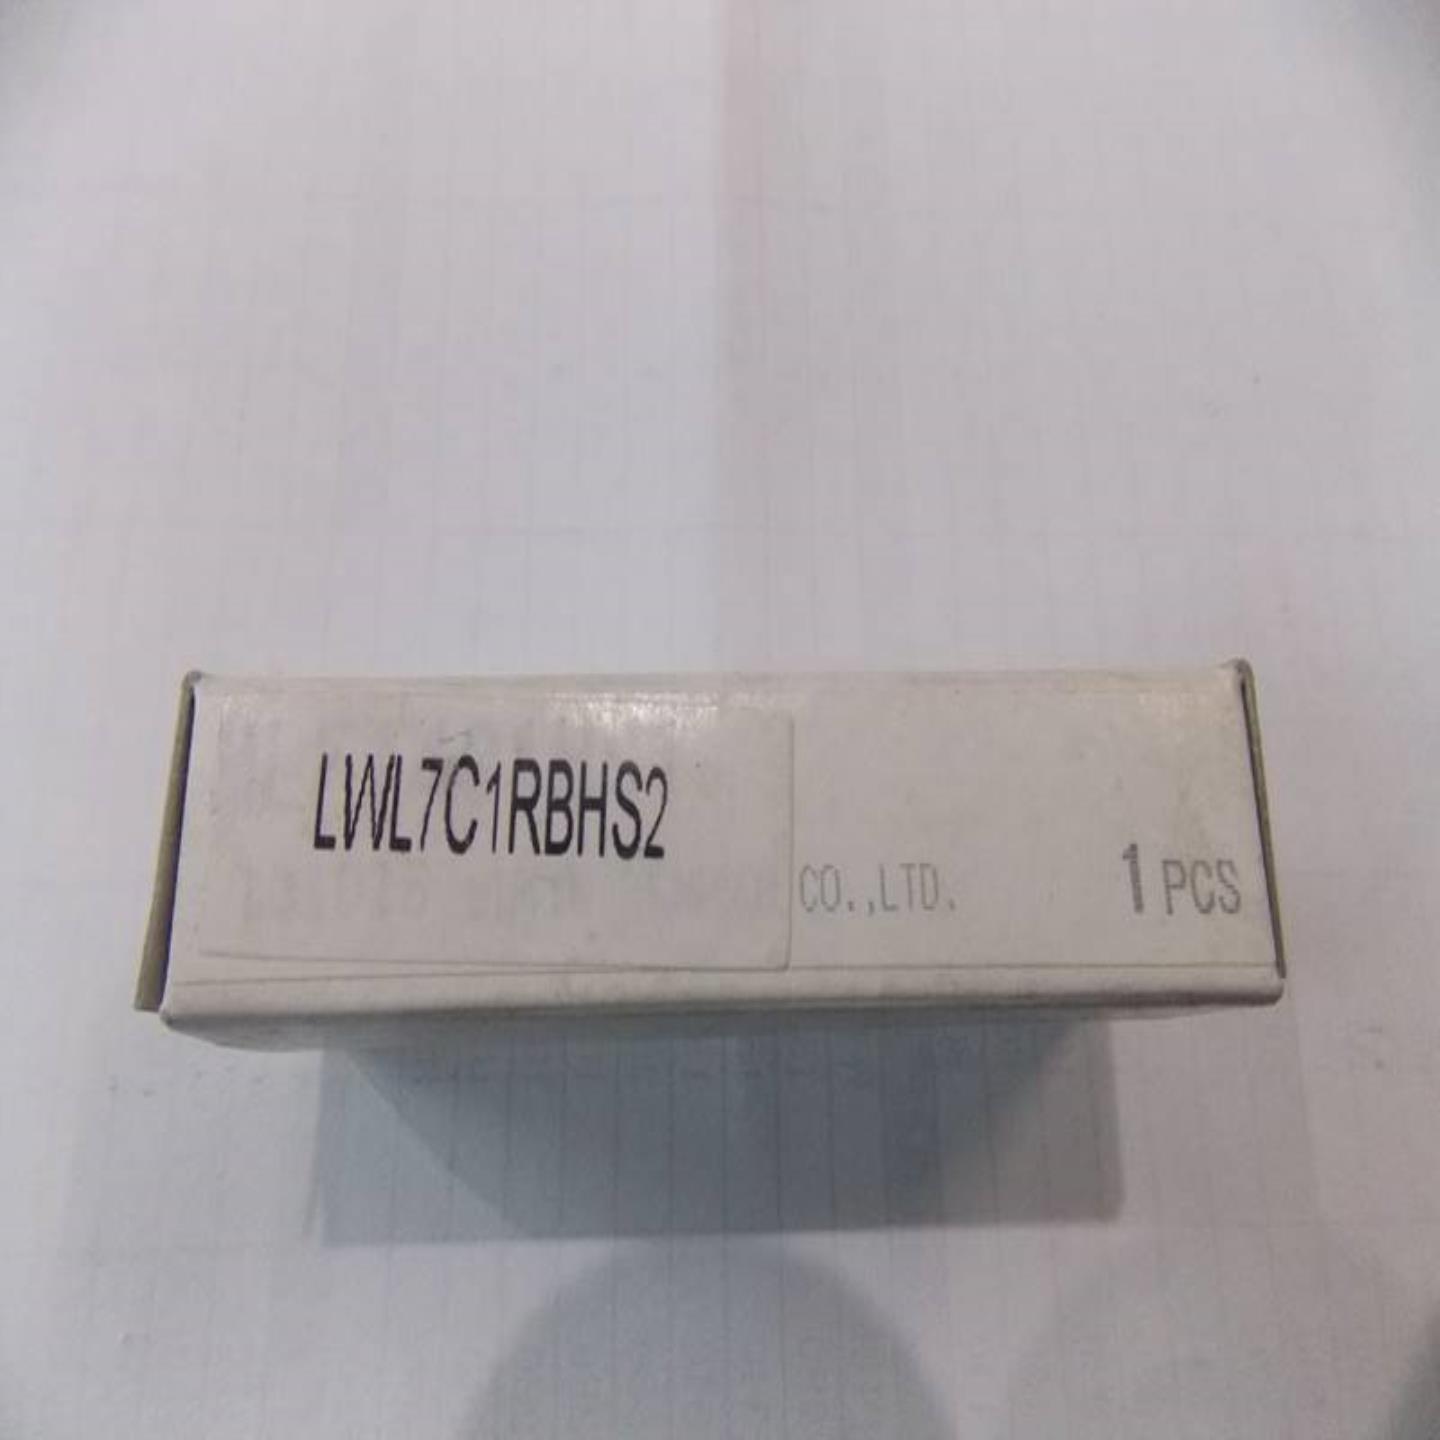 LWL7C1RBHS2
CO.,LTD. 1 PCS